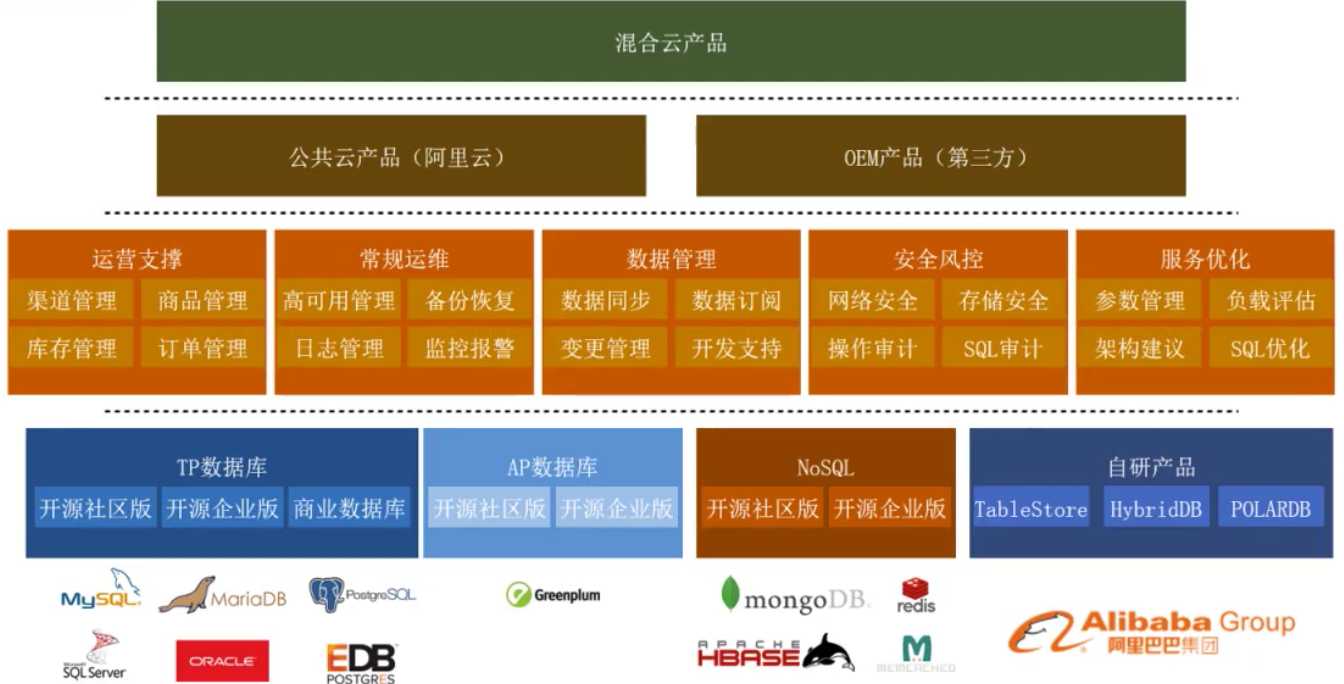 混合云产品
公共云产品（阿里云） OEM产品（第三方）
运营支撑 常规运维 数据管理 安全风控 服务优化
渠道管理 商品管理 高可用管理 备份恢复 数据同步 数据订阅 网络安全 存储安全 参数管理 负载评估
库存管理 订单管理 日志管理 监控报警 变更管理 开发支持 操作审计 SQL审计 架构建议 SQL优化
TP数据库 AP数据库 NoSQL 自研产品
开源社区版 开源企业版 商业数据库 开源社区版 开源企业版 开源社区版 开源企业版 TableStore HybridDB POLARDB
MySQL MariaDB PostgreSQL Greenplum mongoDB redis
Microsoft SQL Server ORACLE EDB POSTGRES APACHE HBASE MEMCACHED Alibaba Group 阿里巴巴集团